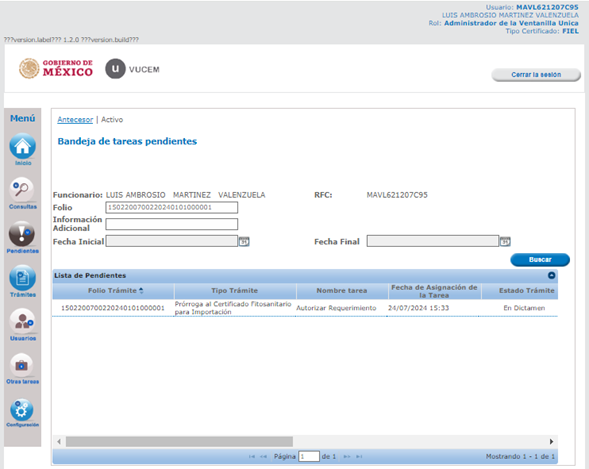 Usuario: MAVL621207C95
LUIS AMBROSIO MARTINEZ VALENZUELA
Rol: Administrador de la Ventanilla Unica
Tipo Certificado: FIEL
???version.label??? 1.2.0 ???version.build???
GOBIERNO DE
MÉXICO
u VUCEM
Cerrar la sesión
Menú
Inicio
Consultas
Pendientes
Trámites
Usuarios
Otras tareas
Configuración
Antecesor | Activo
Bandeja de tareas pendientes
Funcionario: LUIS AMBROSIO MARTINEZ VALENZUELA RFC: MAVL621207C95
Folio 1502200700220240101000001
Información
Adicional
Fecha Inicial Fecha Final
Buscar
Lista de Pendientes
Folio Trámite Tipo Trámite Nombre tarea Fecha de Asignación de la Tarea Estado Trámite
1502200700220240101000001 Prórroga al Certificado Fitosanitario para Importación Autorizar Requerimiento 24/07/2024 15:33 En Dictamen
Página 1 de 1 Mostrando 1 - 1 de 1